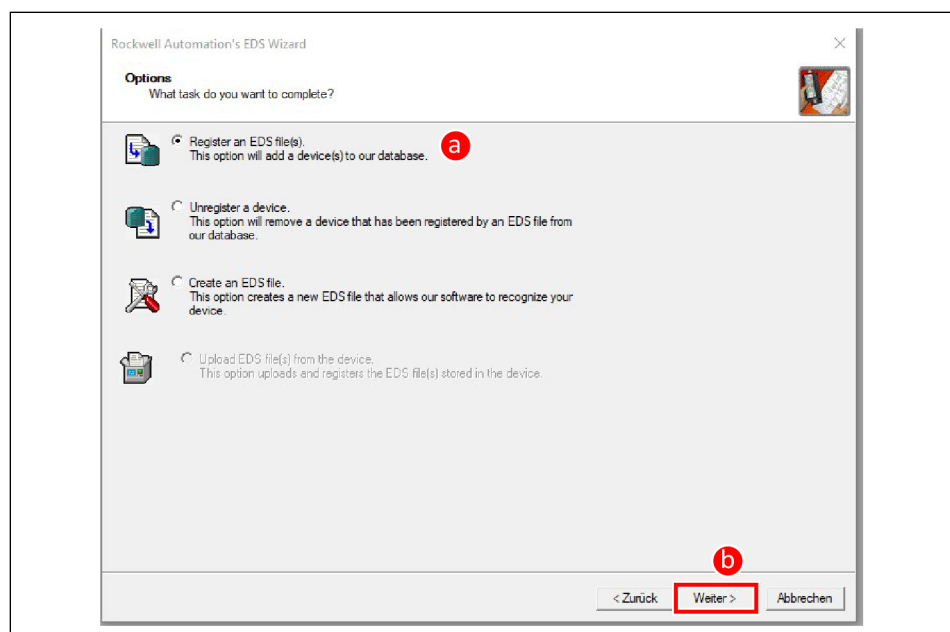 Rockwell Automation's EDS Wizard
Options
What task do you want to complete?
Register an EDS file(s).
This option will add a device(s) to our database.
a
Unregister a device.
This option will remove a device that has been registered by an EDS file from
our database.
Create an EDS file.
This option creates a new EDS file that allows our software to recognize your
device.
Upload EDS file(s) from the device.
This option uploads and registers the EDS file(s) stored in the device.
b
< Zurück Weiter > Abbrechen